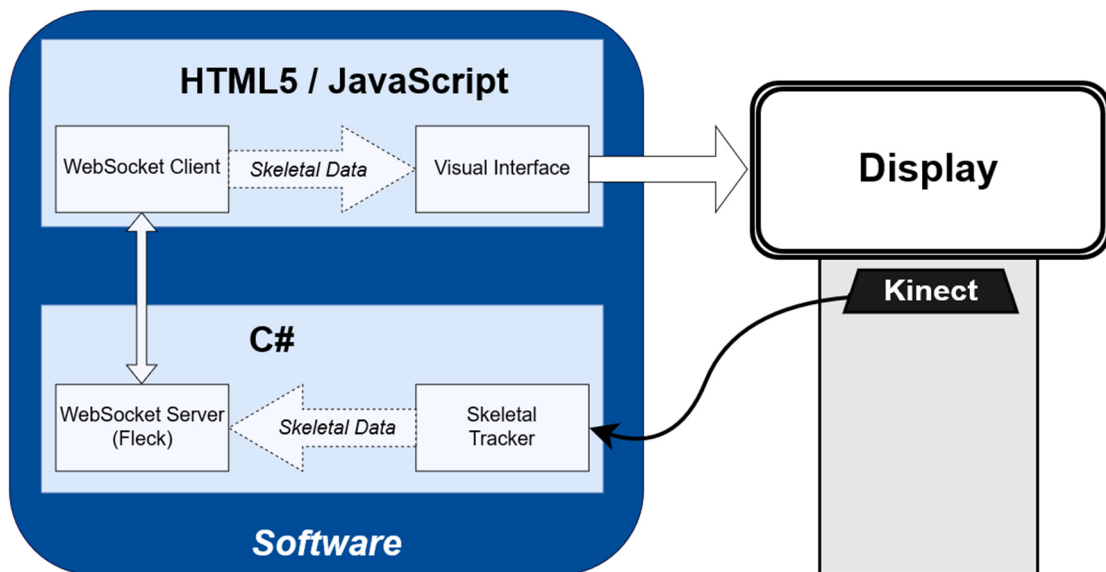 HTML5 / JavaScript
WebSocket Client
Skeletal Data
Visual Interface
Display
Kinect
C#
WebSocket Server
(Fleck)
Skeletal Data
Skeletal
Tracker
Software